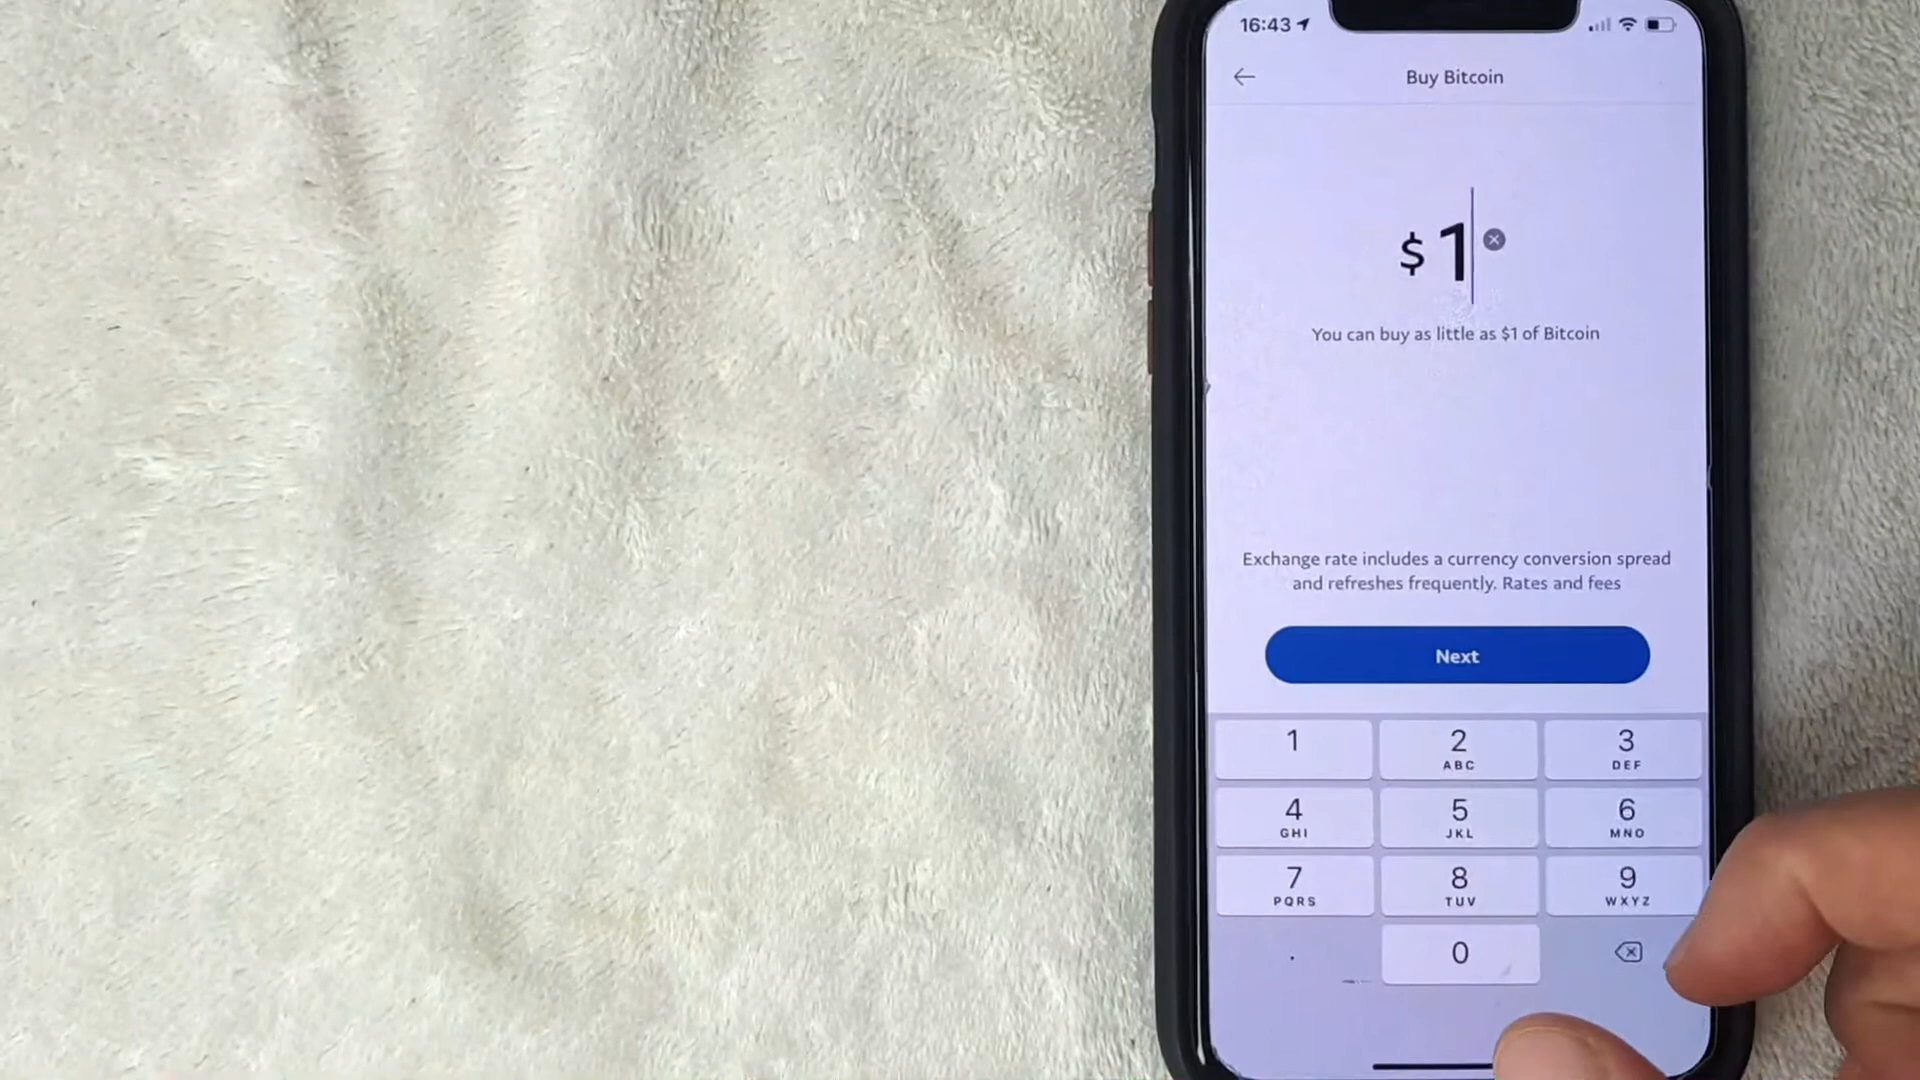 16:43
Buy Bitcoin
$ 1
You can buy as little as $1 of Bitcoin
Exchange rate includes a currency conversion spread
and refreshes frequently. Rates and fees
Next
1 2 3
ABC DEF
4 5 6
GHI JKL MNO
7 8 9
PQRS TUV WXYZ
. 0